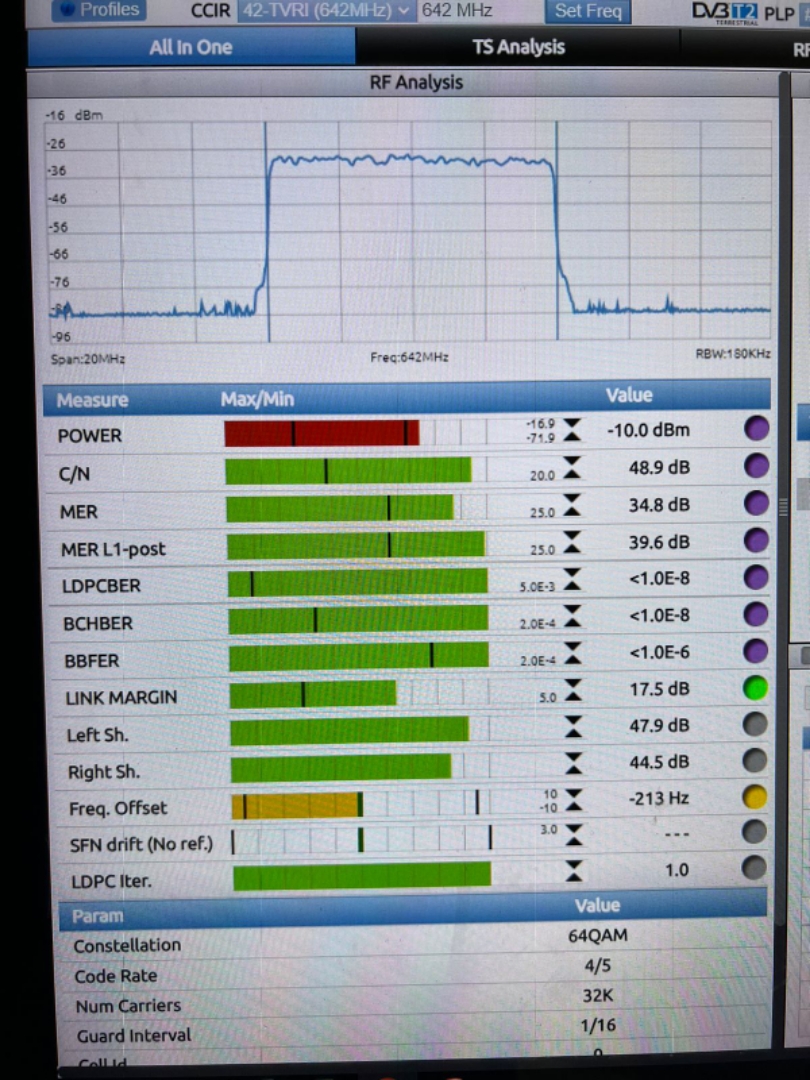 Profiles CCIR 42-TVRI (642MHz) 642 MHz Set Freq DVB T2 TERRESTRIAL PLP
All In One TS Analysis
RF Analysis
-16 dBm
-26
-36
-46
-56
-66
-76
-96
Span:20MHz Freq:642MHz RBW:180KHz
Measure Max/Min Value
POWER -16.9 -71.9 -10.0 dBm
C/N 20.0 48.9 dB
MER 25.0 34.8 dB
MER L1-post 25.0 39.6 dB
LDPCBER 5.0E-3 <1.0E-8
BCHBER 2.0E-4 <1.0E-8
BBFER 2.0E-4 <1.0E-6
LINK MARGIN 5.0 17.5 dB
Left Sh. 47.9 dB
Right Sh. 44.5 dB
Freq. Offset 10 -10 -213 Hz
SFN drift (No ref.) 3.0 ---
LDPC Iter. 1.0
Param Value
Constellation 64QAM
Code Rate 4/5
Num Carriers 32K
Guard Interval 1/16
Cell Id 0